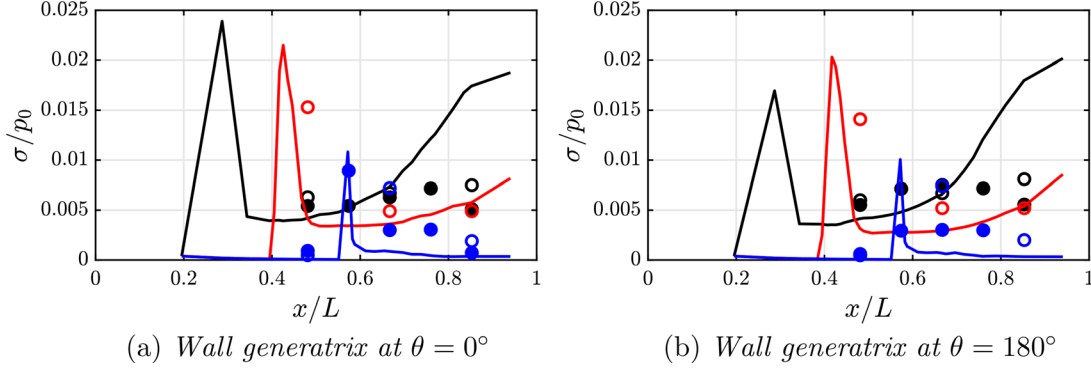 0.025
0.02
0.015
0.01
0.005
0
σ/p₀
0 0.2 0.4 0.6 0.8 1
x/L
(a) Wall generatrix at θ = 0°
0.025
0.02
0.015
0.01
0.005
0
σ/p₀
0 0.2 0.4 0.6 0.8 1
x/L
(b) Wall generatrix at θ = 180°